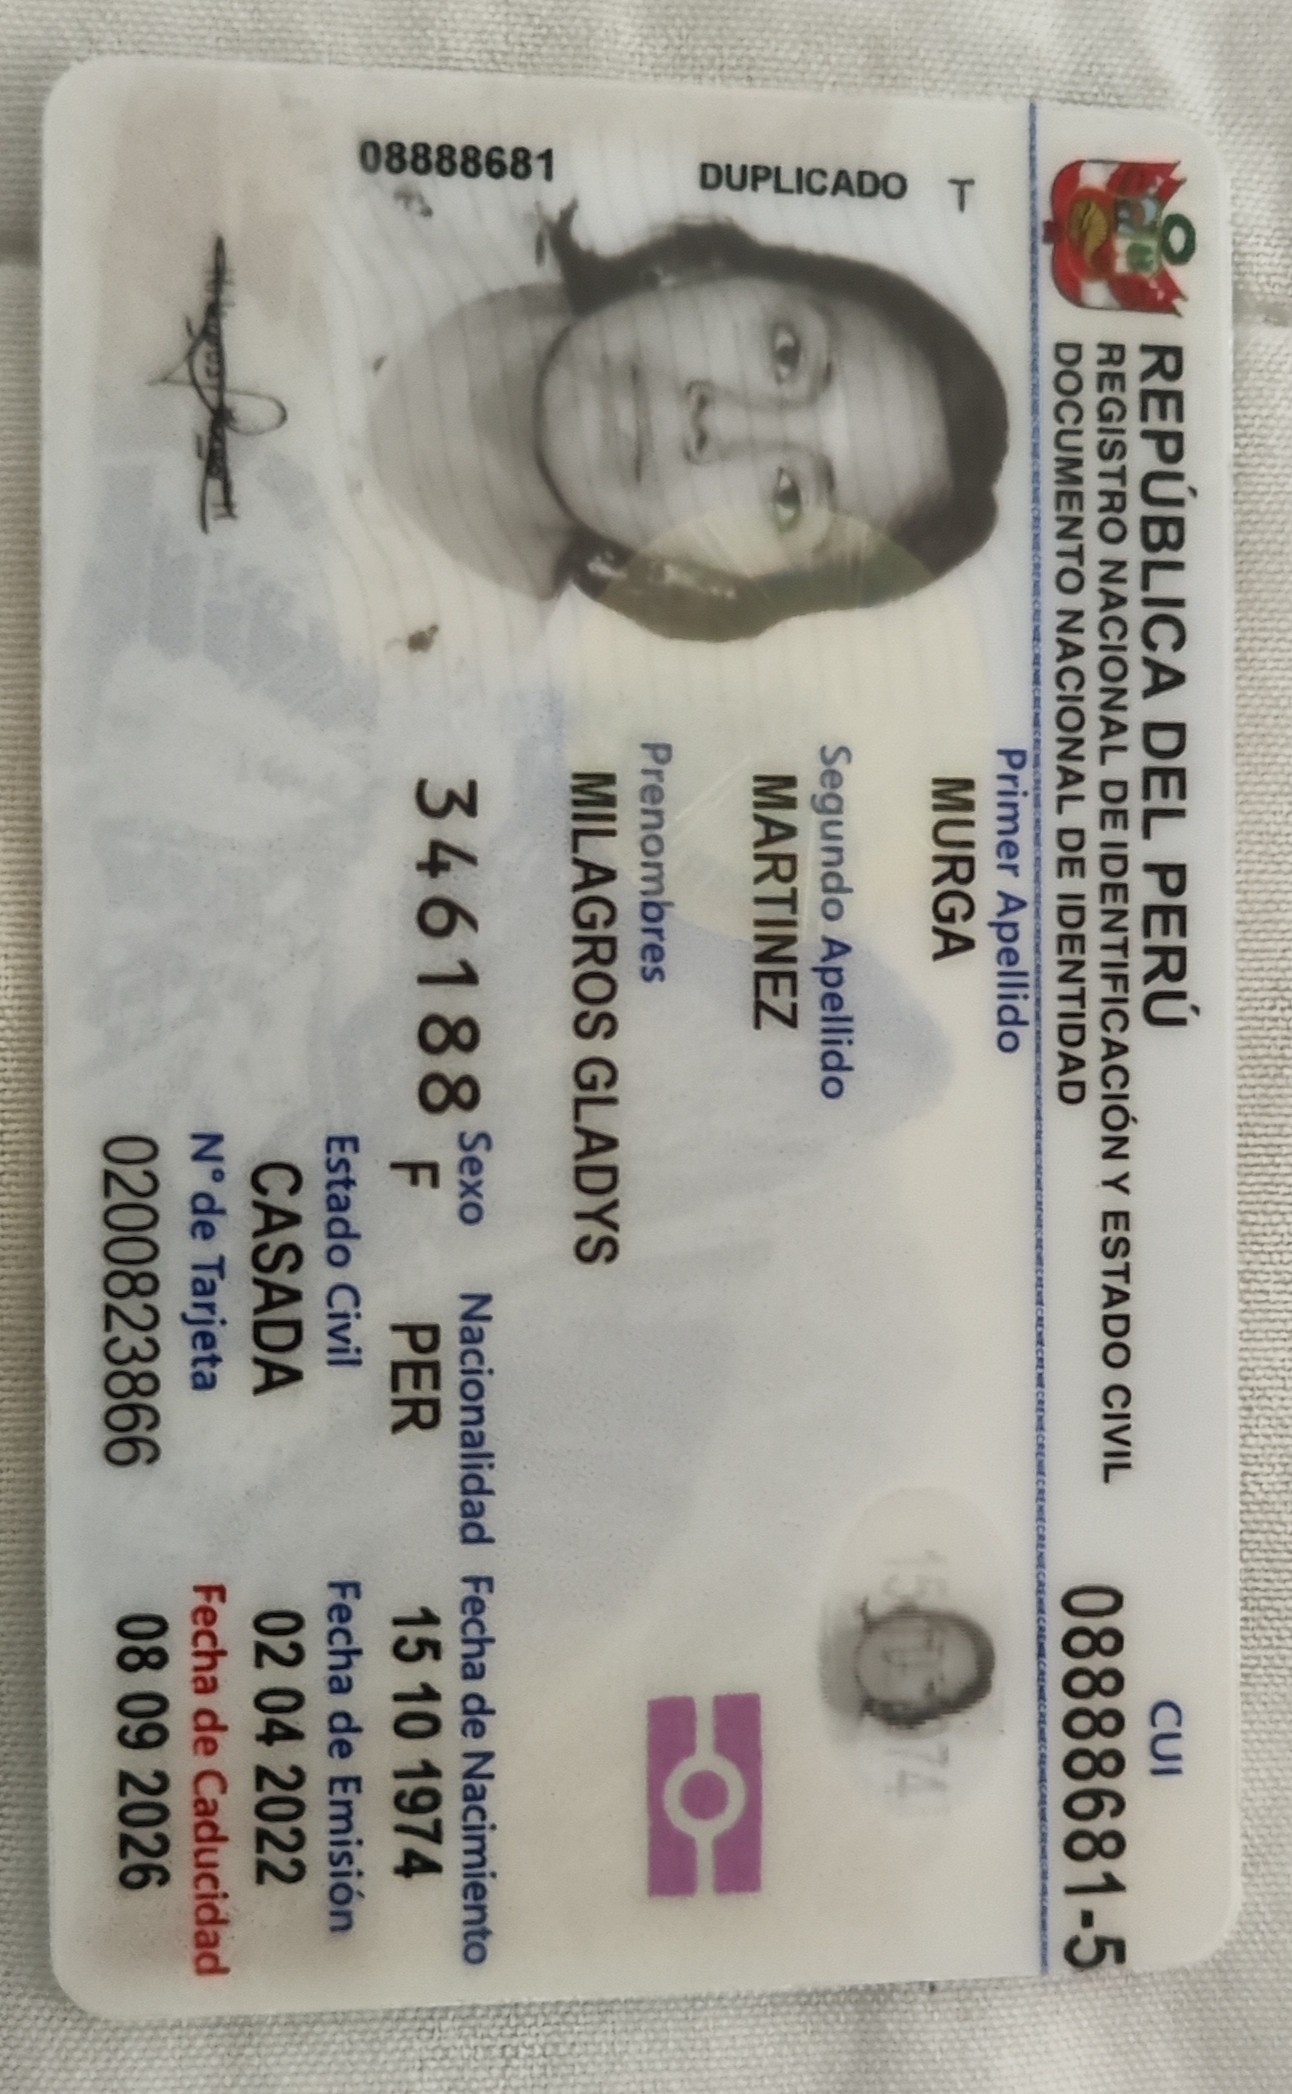 REPÚBLICA DEL PERÚ
REGISTRO NACIONAL DE IDENTIFICACIÓN Y ESTADO CIVIL
DOCUMENTO NACIONAL DE IDENTIDAD
CUI
08888681-5
T
DUPLICADO
08888681
Primer Apellido
MURGA
Segundo Apellido
MARTINEZ
Prenombres
MILAGROS GLADYS
346188
Sexo Nacionalidad Fecha de Nacimiento
F PER 15 10 1974
Estado Civil Fecha de Emisión
CASADA 02 04 2022
N° de Tarjeta Fecha de Caducidad
0200823866 08 09 2026